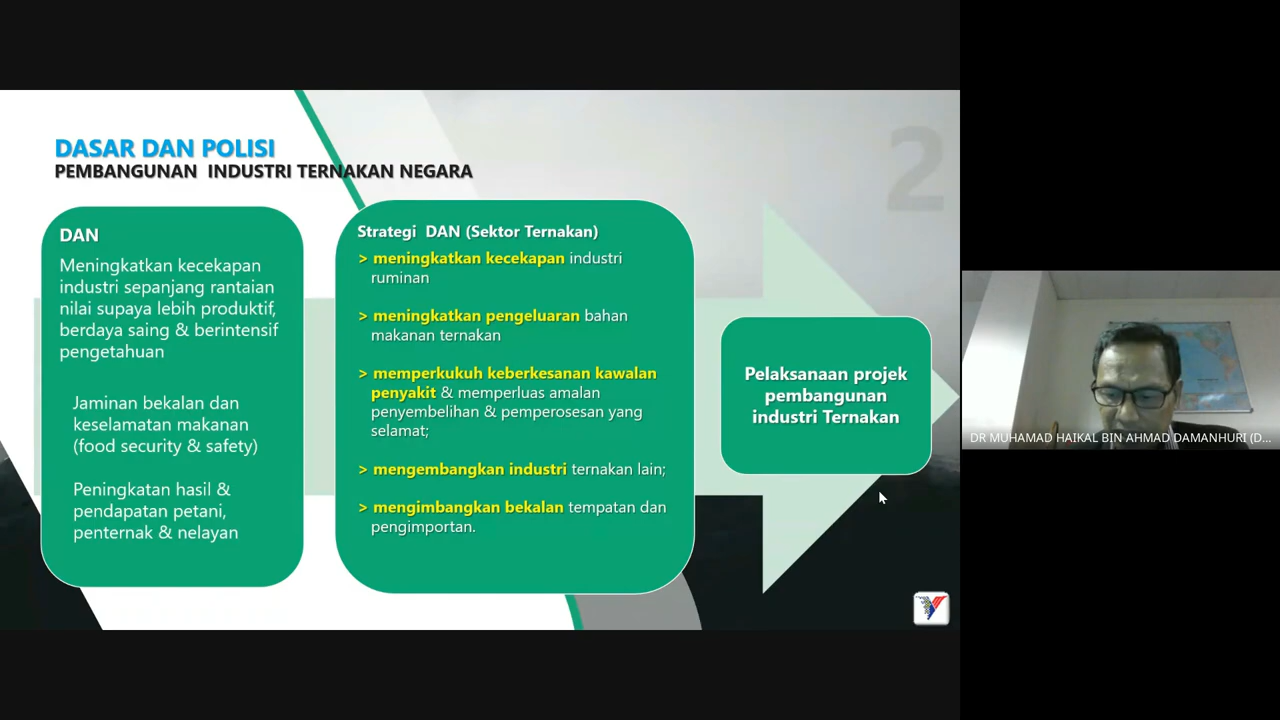 2
DASAR DAN POLISI
PEMBANGUNAN INDUSTRI TERNAKAN NEGARA
DAN
Meningkatkan kecekapan
industri sepanjang rantaian
nilai supaya lebih produktif,
berdaya saing & berintensif
pengetahuan
Jaminan bekalan dan
keselamatan makanan
(food security & safety)
Peningkatan hasil &
pendapatan petani,
penternak & nelayan
Strategi DAN (Sektor Ternakan)
> meningkatkan kecekapan industri
ruminan
> meningkatkan pengeluaran bahan
makanan ternakan
> memperkukuh keberkesanan kawalan
penyakit & memperluas amalan
penyembelihan & pemperosesan yang
selamat;
> mengembangkan industri ternakan lain;
> mengimbangkan bekalan tempatan dan
pengimportan.
Pelaksanaan projek
pembangunan
industri Ternakan
DR MUHAMAD HAIKAL BIN AHMAD DAMANHURI (D...